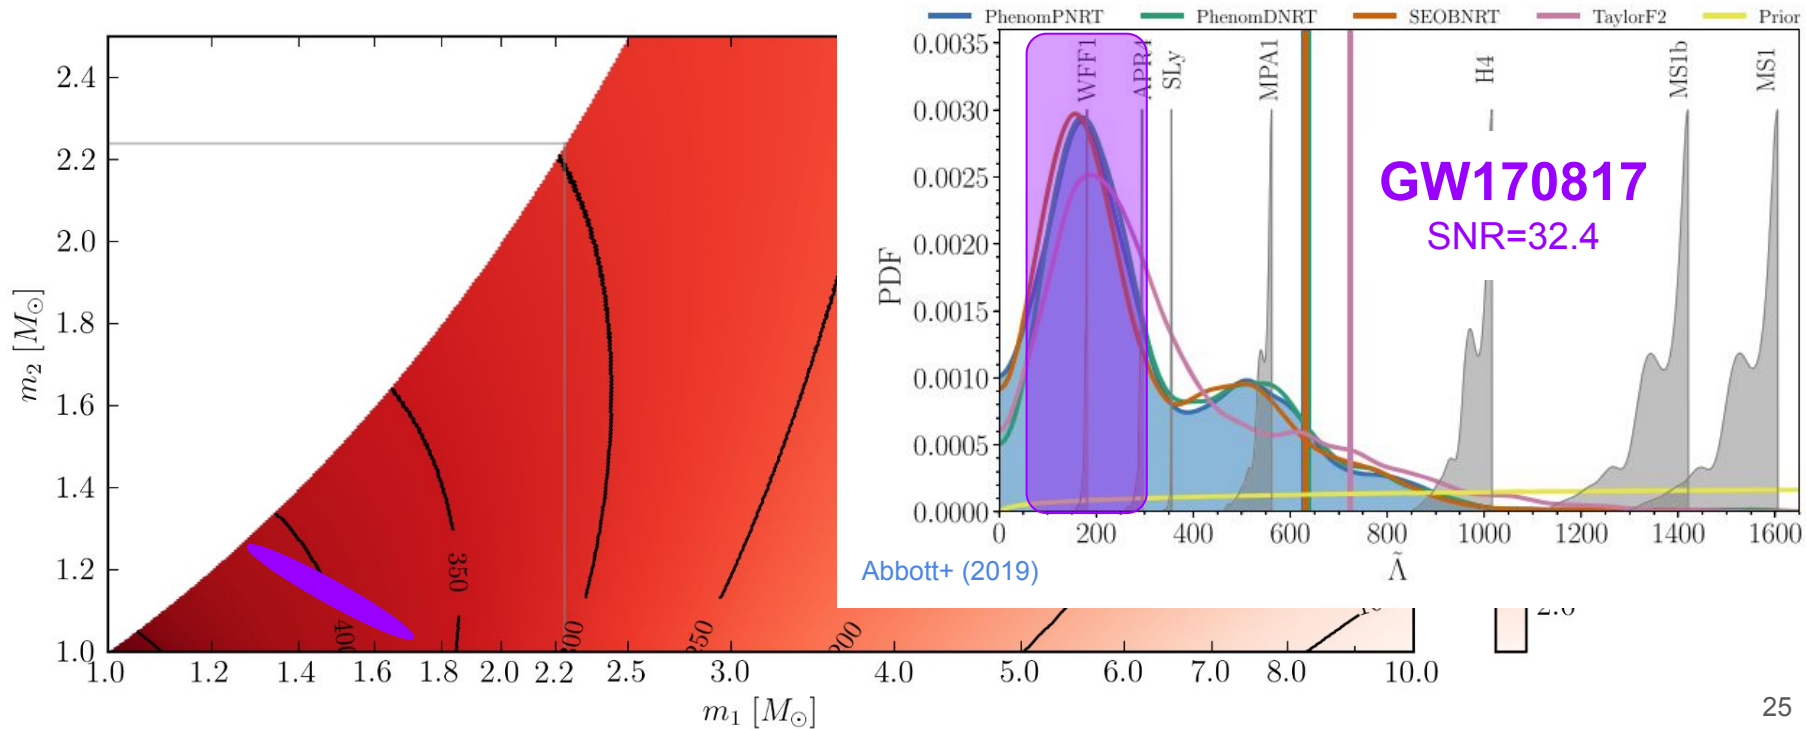 PhenomPNRT PhenomDNRT SEOBNRT TaylorF2 Prior
2.4
2.2
2.0
1.8
1.6
1.4
1.2
1.0
m₂ [M⊙]
1.0 1.2 1.4 1.6 1.8 2.0 2.2 2.5 3.0 4.0 5.0 6.0 7.0 8.0 10.0
m₁ [M⊙]
350
0.0035
0.0030
0.0025
0.0020
0.0015
0.0010
0.0005
0.0000
PDF
WFF1
APR4
SLy
MPA1
H4
MS1b
MS1
GW170817
SNR=32.4
0 200 400 600 800 1000 1200 1400 1600
Λ̃
Abbott+ (2019)
25